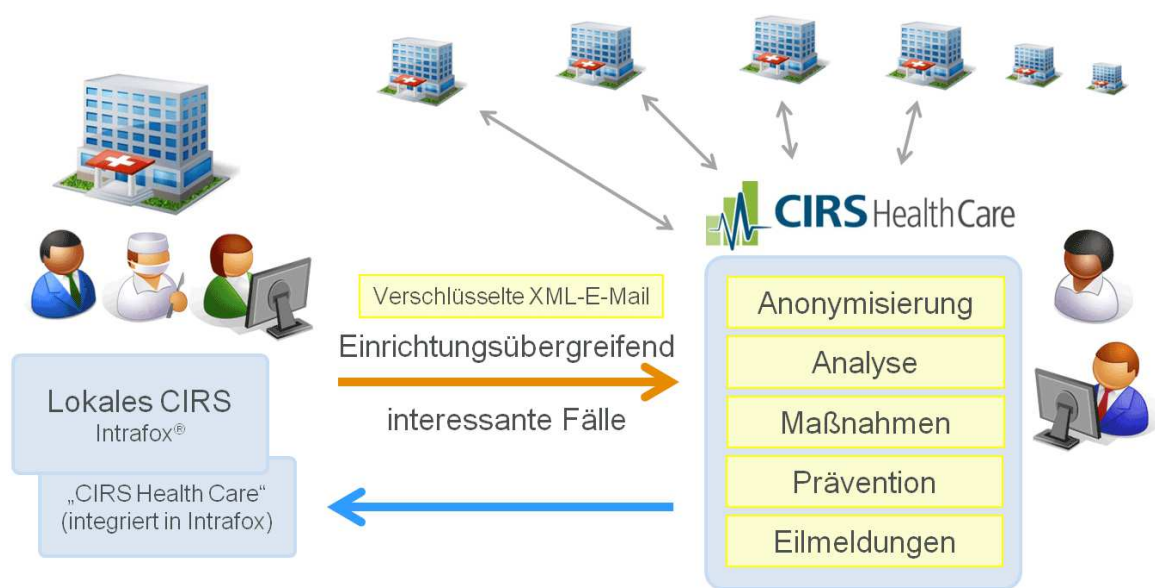 CIRS HealthCare
Verschlüsselte XML-E-Mail
Einrichtungsübergreifend
interessante Fälle
Lokales CIRS
Intrafox®
„CIRS Health Care“
(integriert in Intrafox)
Anonymisierung
Analyse
Maßnahmen
Prävention
Eilmeldungen